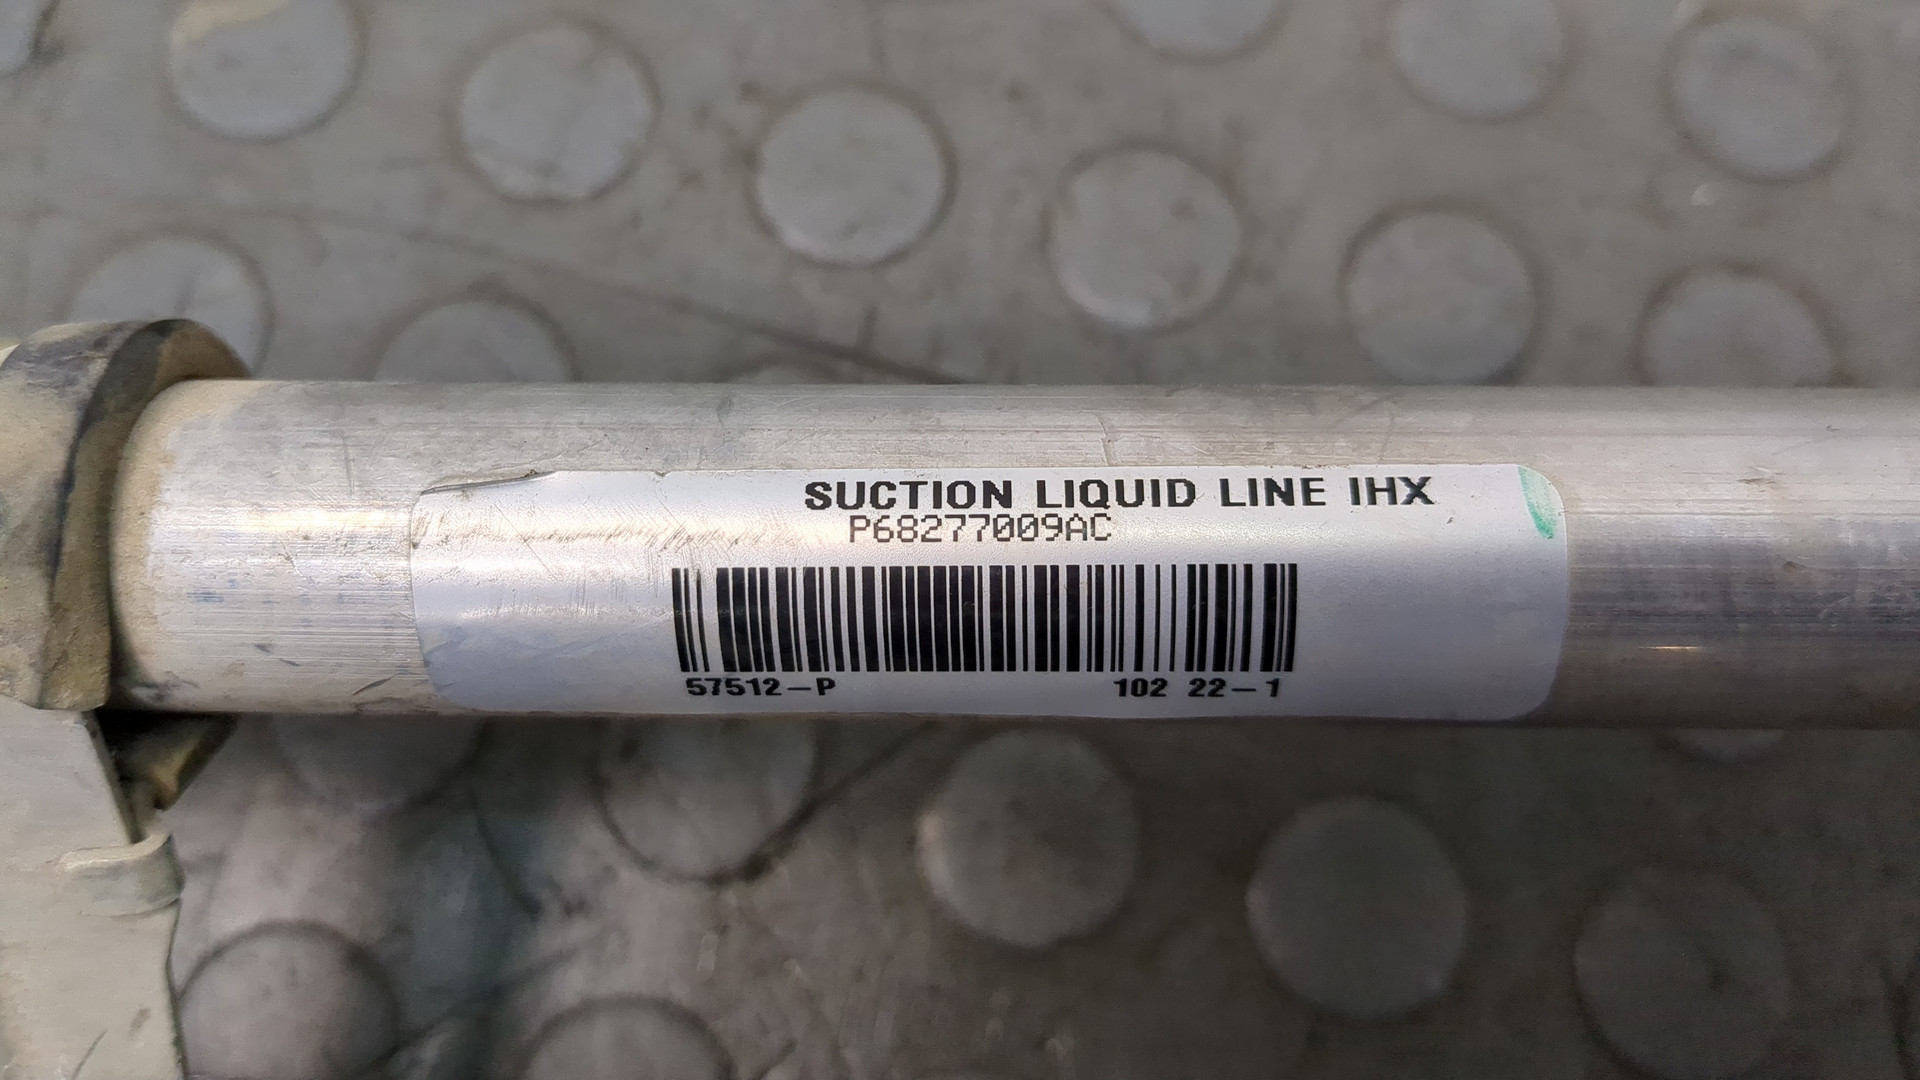 SUCTION LIQUID LINE IHX
P68277009AC
57512-P 102 22-1